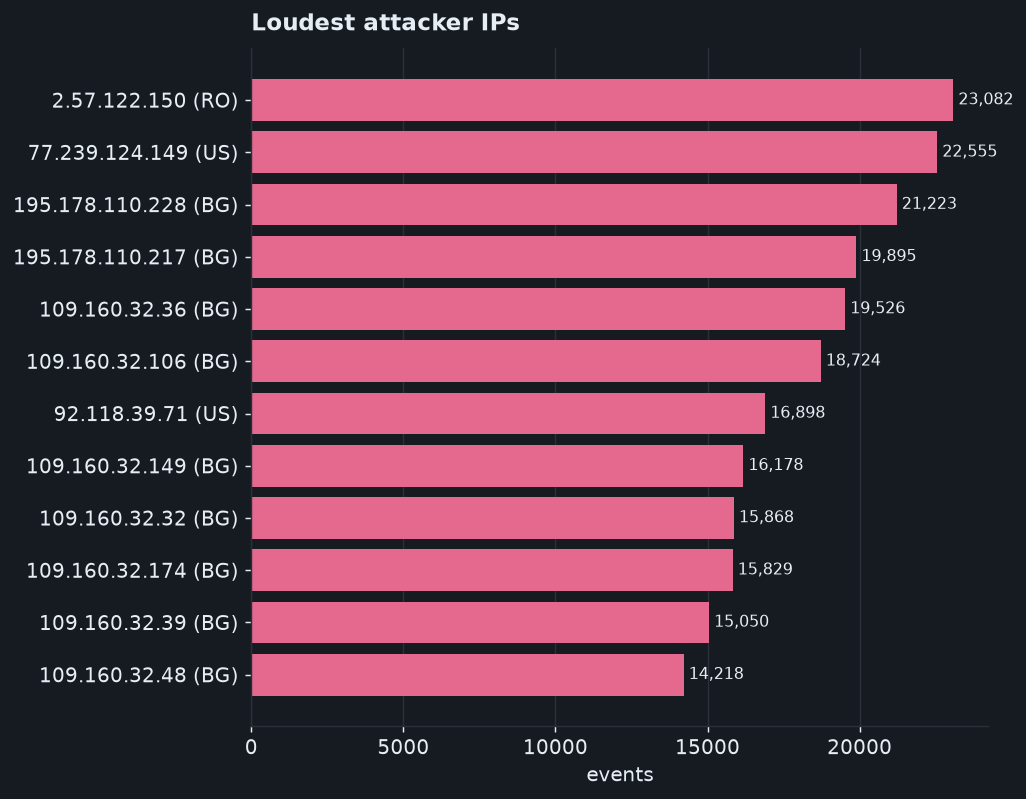 Loudest attacker IPs
2.57.122.150 (RO) 23,082
77.239.124.149 (US) 22,555
195.178.110.228 (BG) 21,223
195.178.110.217 (BG) 19,895
109.160.32.36 (BG) 19,526
109.160.32.106 (BG) 18,724
92.118.39.71 (US) 16,898
109.160.32.149 (BG) 16,178
109.160.32.32 (BG) 15,868
109.160.32.174 (BG) 15,829
109.160.32.39 (BG) 15,050
109.160.32.48 (BG) 14,218
0 5000 10000 15000 20000
events